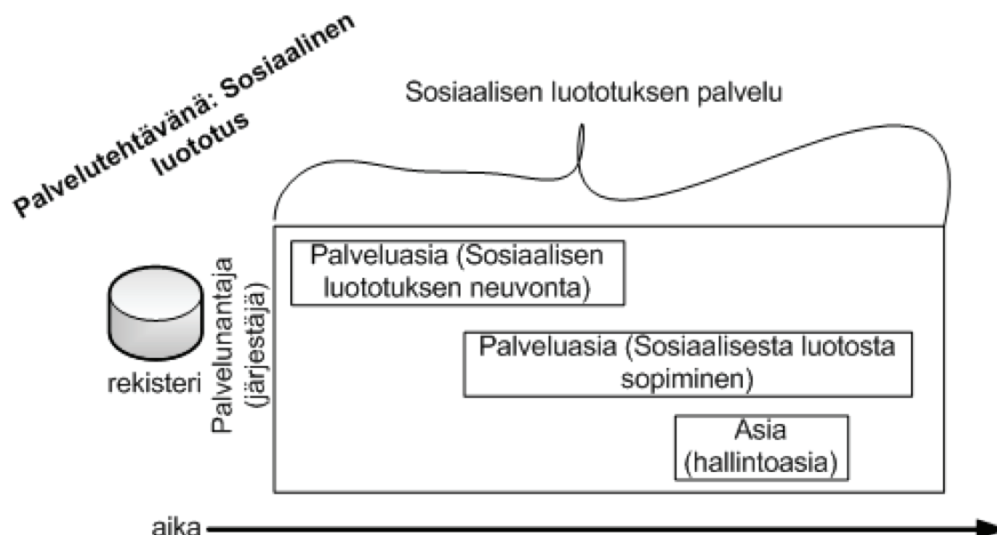 Palvelutehtävänä: Sosiaalinen
luototus
Sosiaalisen luototuksen palvelu
Palveluasia (Sosiaalisen
luototuksen neuvonta)
Palveluasia (Sosiaalisesta luotosta
sopiminen)
Asia
(hallintoasia)
rekisteri
Palvelunantaja
(järjestäjä)
aika